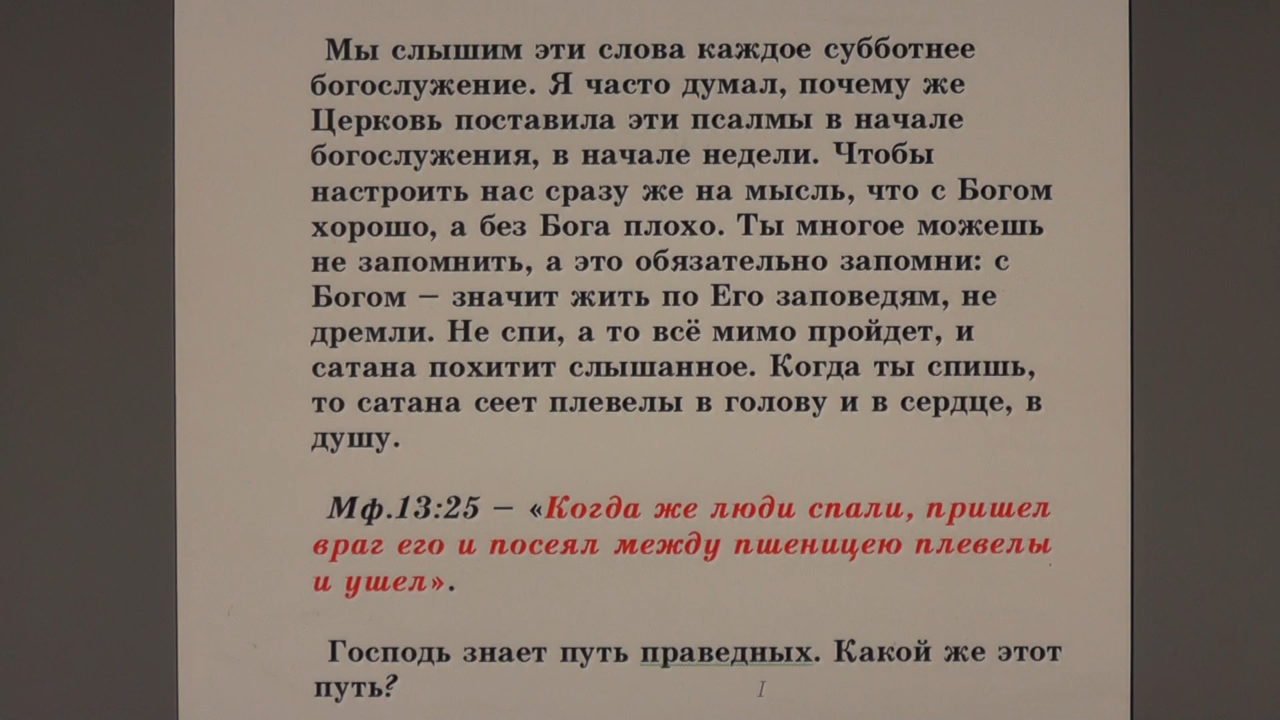 Мы слышим эти слова каждое субботнее
богослужение. Я часто думал, почему же
Церковь поставила эти псалмы в начале
богослужения, в начале недели. Чтобы
настроить нас сразу же на мысль, что с Богом
хорошо, а без Бога плохо. Ты многое можешь
не запомнить, а это обязательно запомни: с
Богом – значит жить по Его заповедям, не
дремли. Не спи, а то всё мимо пройдет, и
сатана похитит слышанное. Когда ты спишь,
то сатана сеет плевелы в голову и в сердце, в
душу.
Мф.13:25 – «Когда же люди спали, пришел
враг его и посеял между пшеницею плевелы
и ушел».
Господь знает путь праведных. Какой же этот
путь?